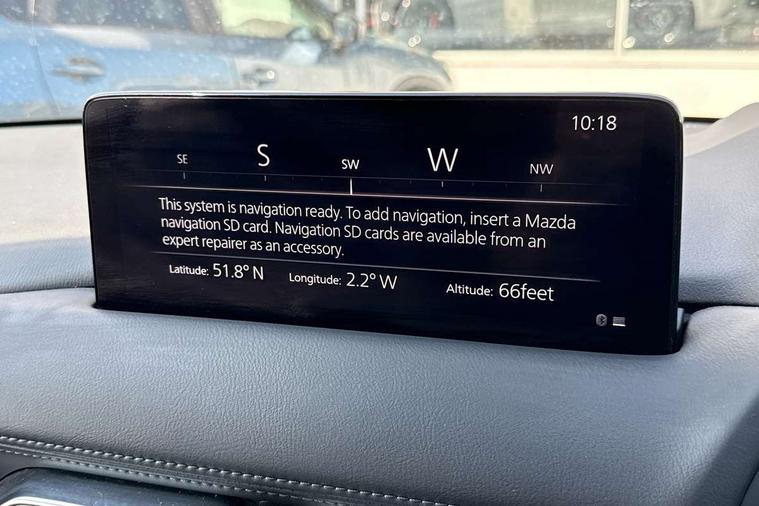 10:18
SE S SW W NW
This system is navigation ready. To add navigation, insert a Mazda
navigation SD card. Navigation SD cards are available from an
expert repairer as an accessory.
Latitude: 51.8° N Longitude: 2.2° W Altitude: 66feet